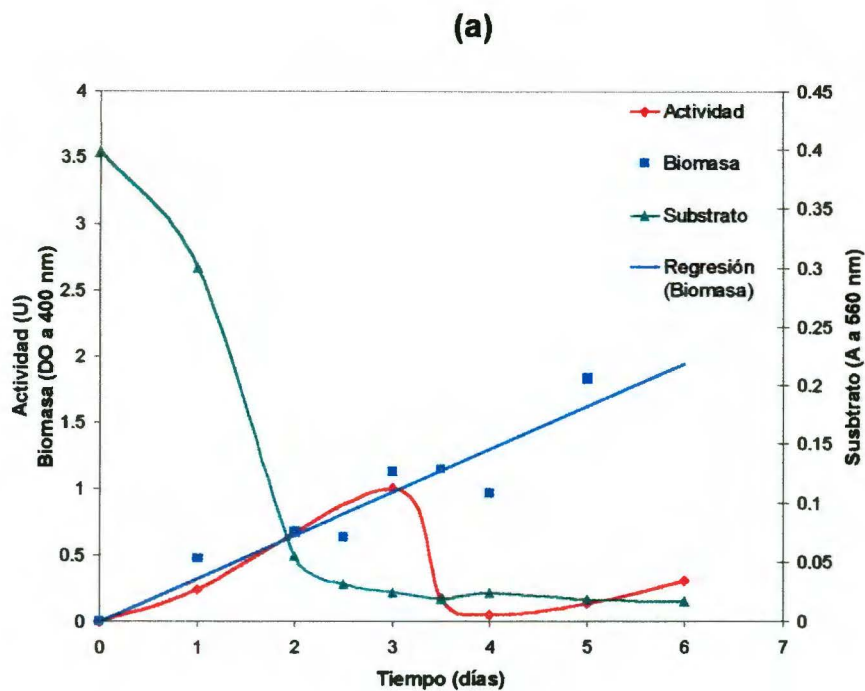 (a)
4
3.5
3
2.5
2
1.5
1
0.5
0
Actividad (U)
Biomasa (DO a 400 nm)
Actividad
Biomasa
Substrato
Regresión
(Biomasa)
0.45
0.4
0.35
0.3
0.25
0.2
0.15
0.1
0.05
0
Susbtrato (A a 560 nm)
0 1 2 3 4 5 6 7
Tiempo (días)